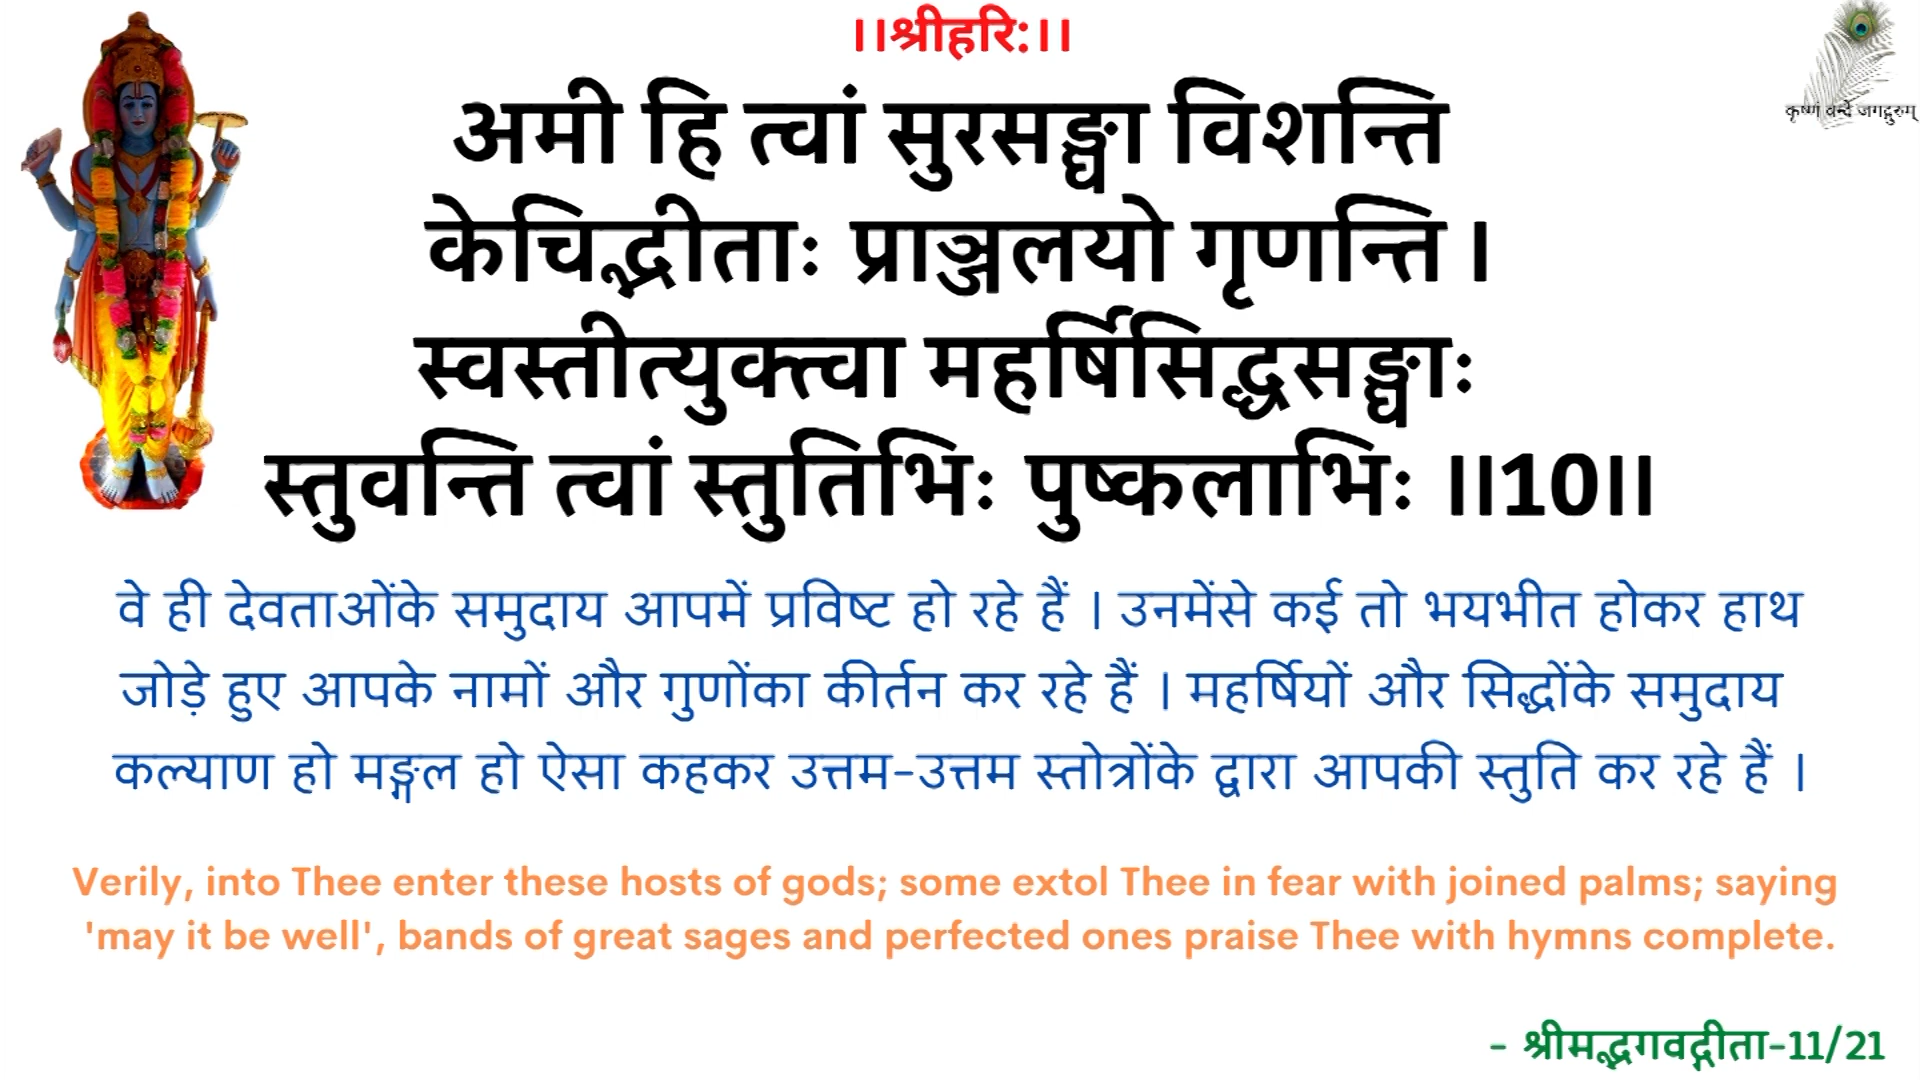 ।।श्रीहरि:।।
कृष्णं वन्दे जगद्गुरुम्
अमी हि त्वां सुरसङ्घा विशन्ति
केचिद्भीताः प्राञ्जलयो गृणन्ति ।
स्वस्तीत्युक्त्वा महर्षिसिद्धसङ्घाः
स्तुवन्ति त्वां स्तुतिभिः पुष्कलाभिः ।।10।।
वे ही देवताओंके समुदाय आपमें प्रविष्ट हो रहे हैं । उनमेंसे कई तो भयभीत होकर हाथ
जोड़े हुए आपके नामों और गुणोंका कीर्तन कर रहे हैं । महर्षियों और सिद्धोंके समुदाय
कल्याण हो मङ्गल हो ऐसा कहकर उत्तम-उत्तम स्तोत्रोंके द्वारा आपकी स्तुति कर रहे हैं ।
Verily, into Thee enter these hosts of gods; some extol Thee in fear with joined palms; saying
'may it be well', bands of great sages and perfected ones praise Thee with hymns complete.
- श्रीमद्भगवद्गीता-11/21